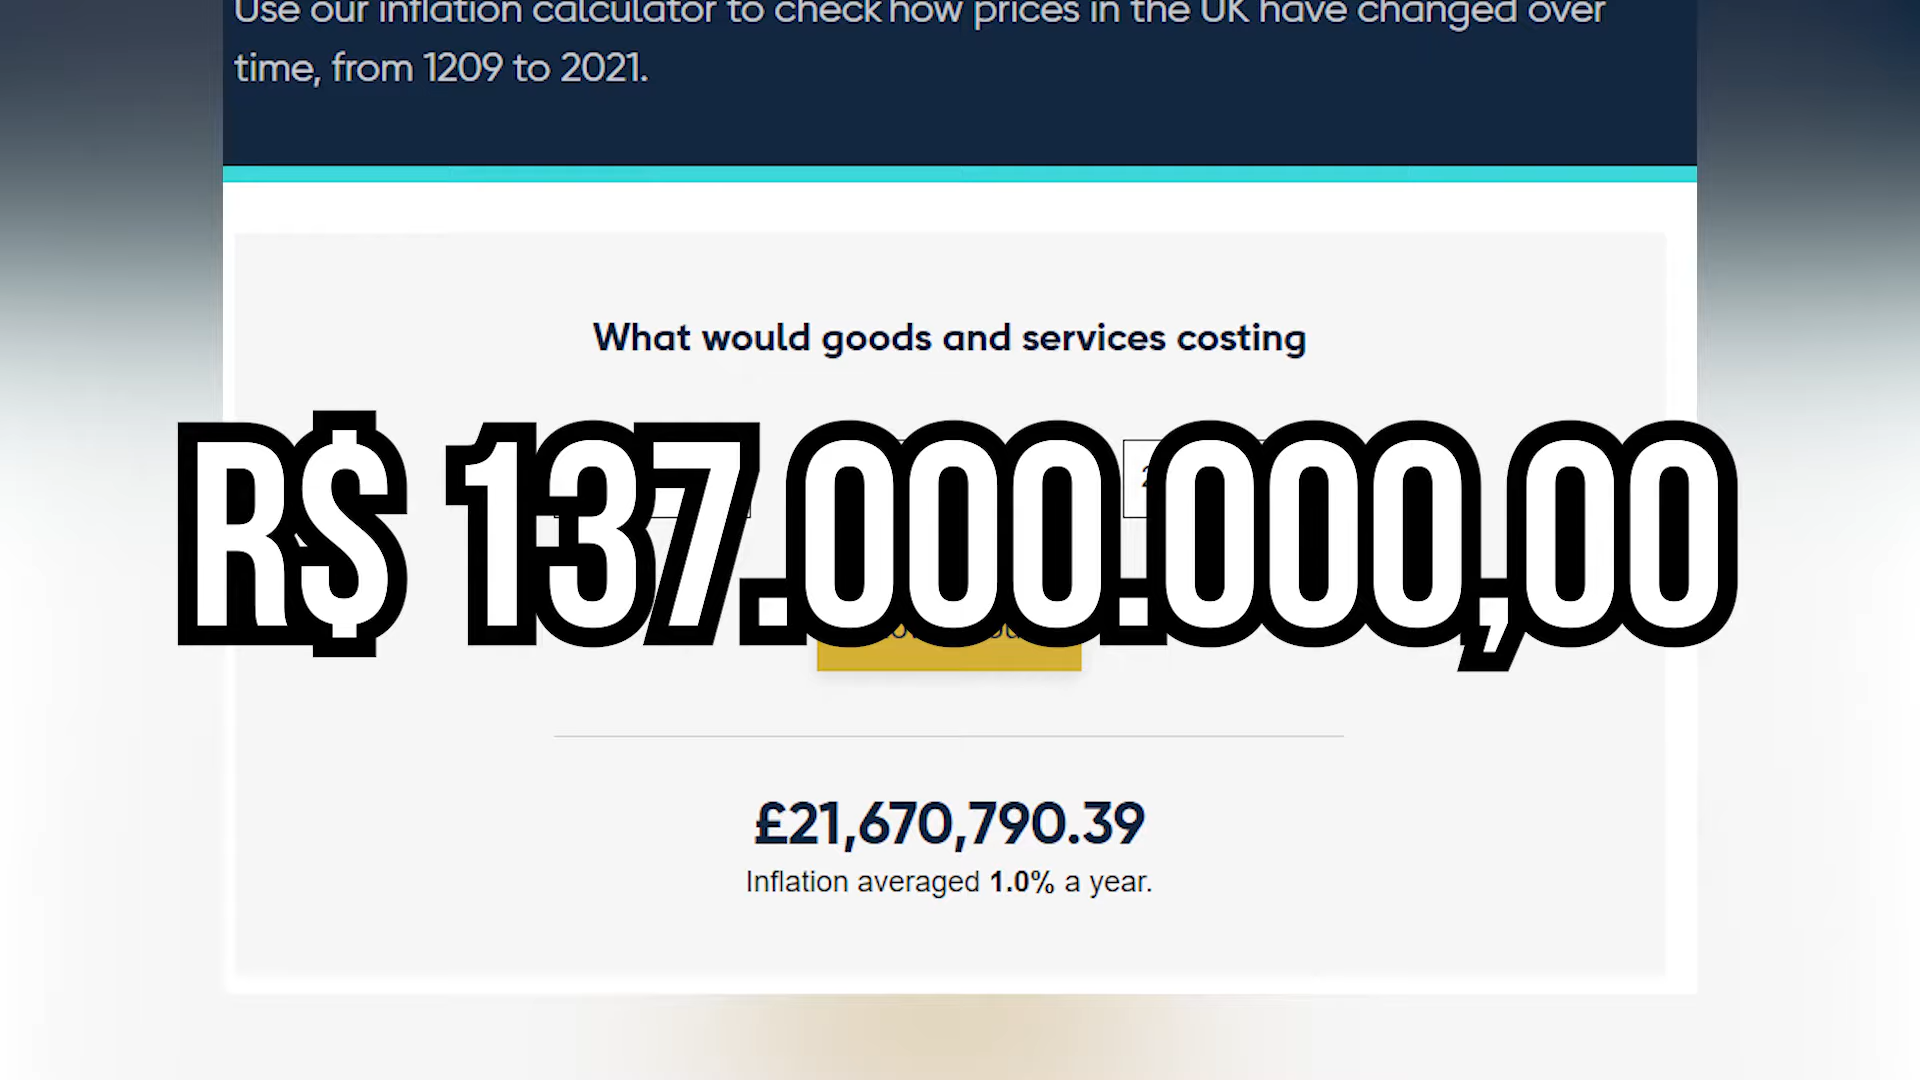 Use our inflation calculator to check how prices in the UK have changed over
time, from 1209 to 2021.
What would goods and services costing
R$ 137.000.000,00
£21,670,790.39
Inflation averaged 1.0% a year.